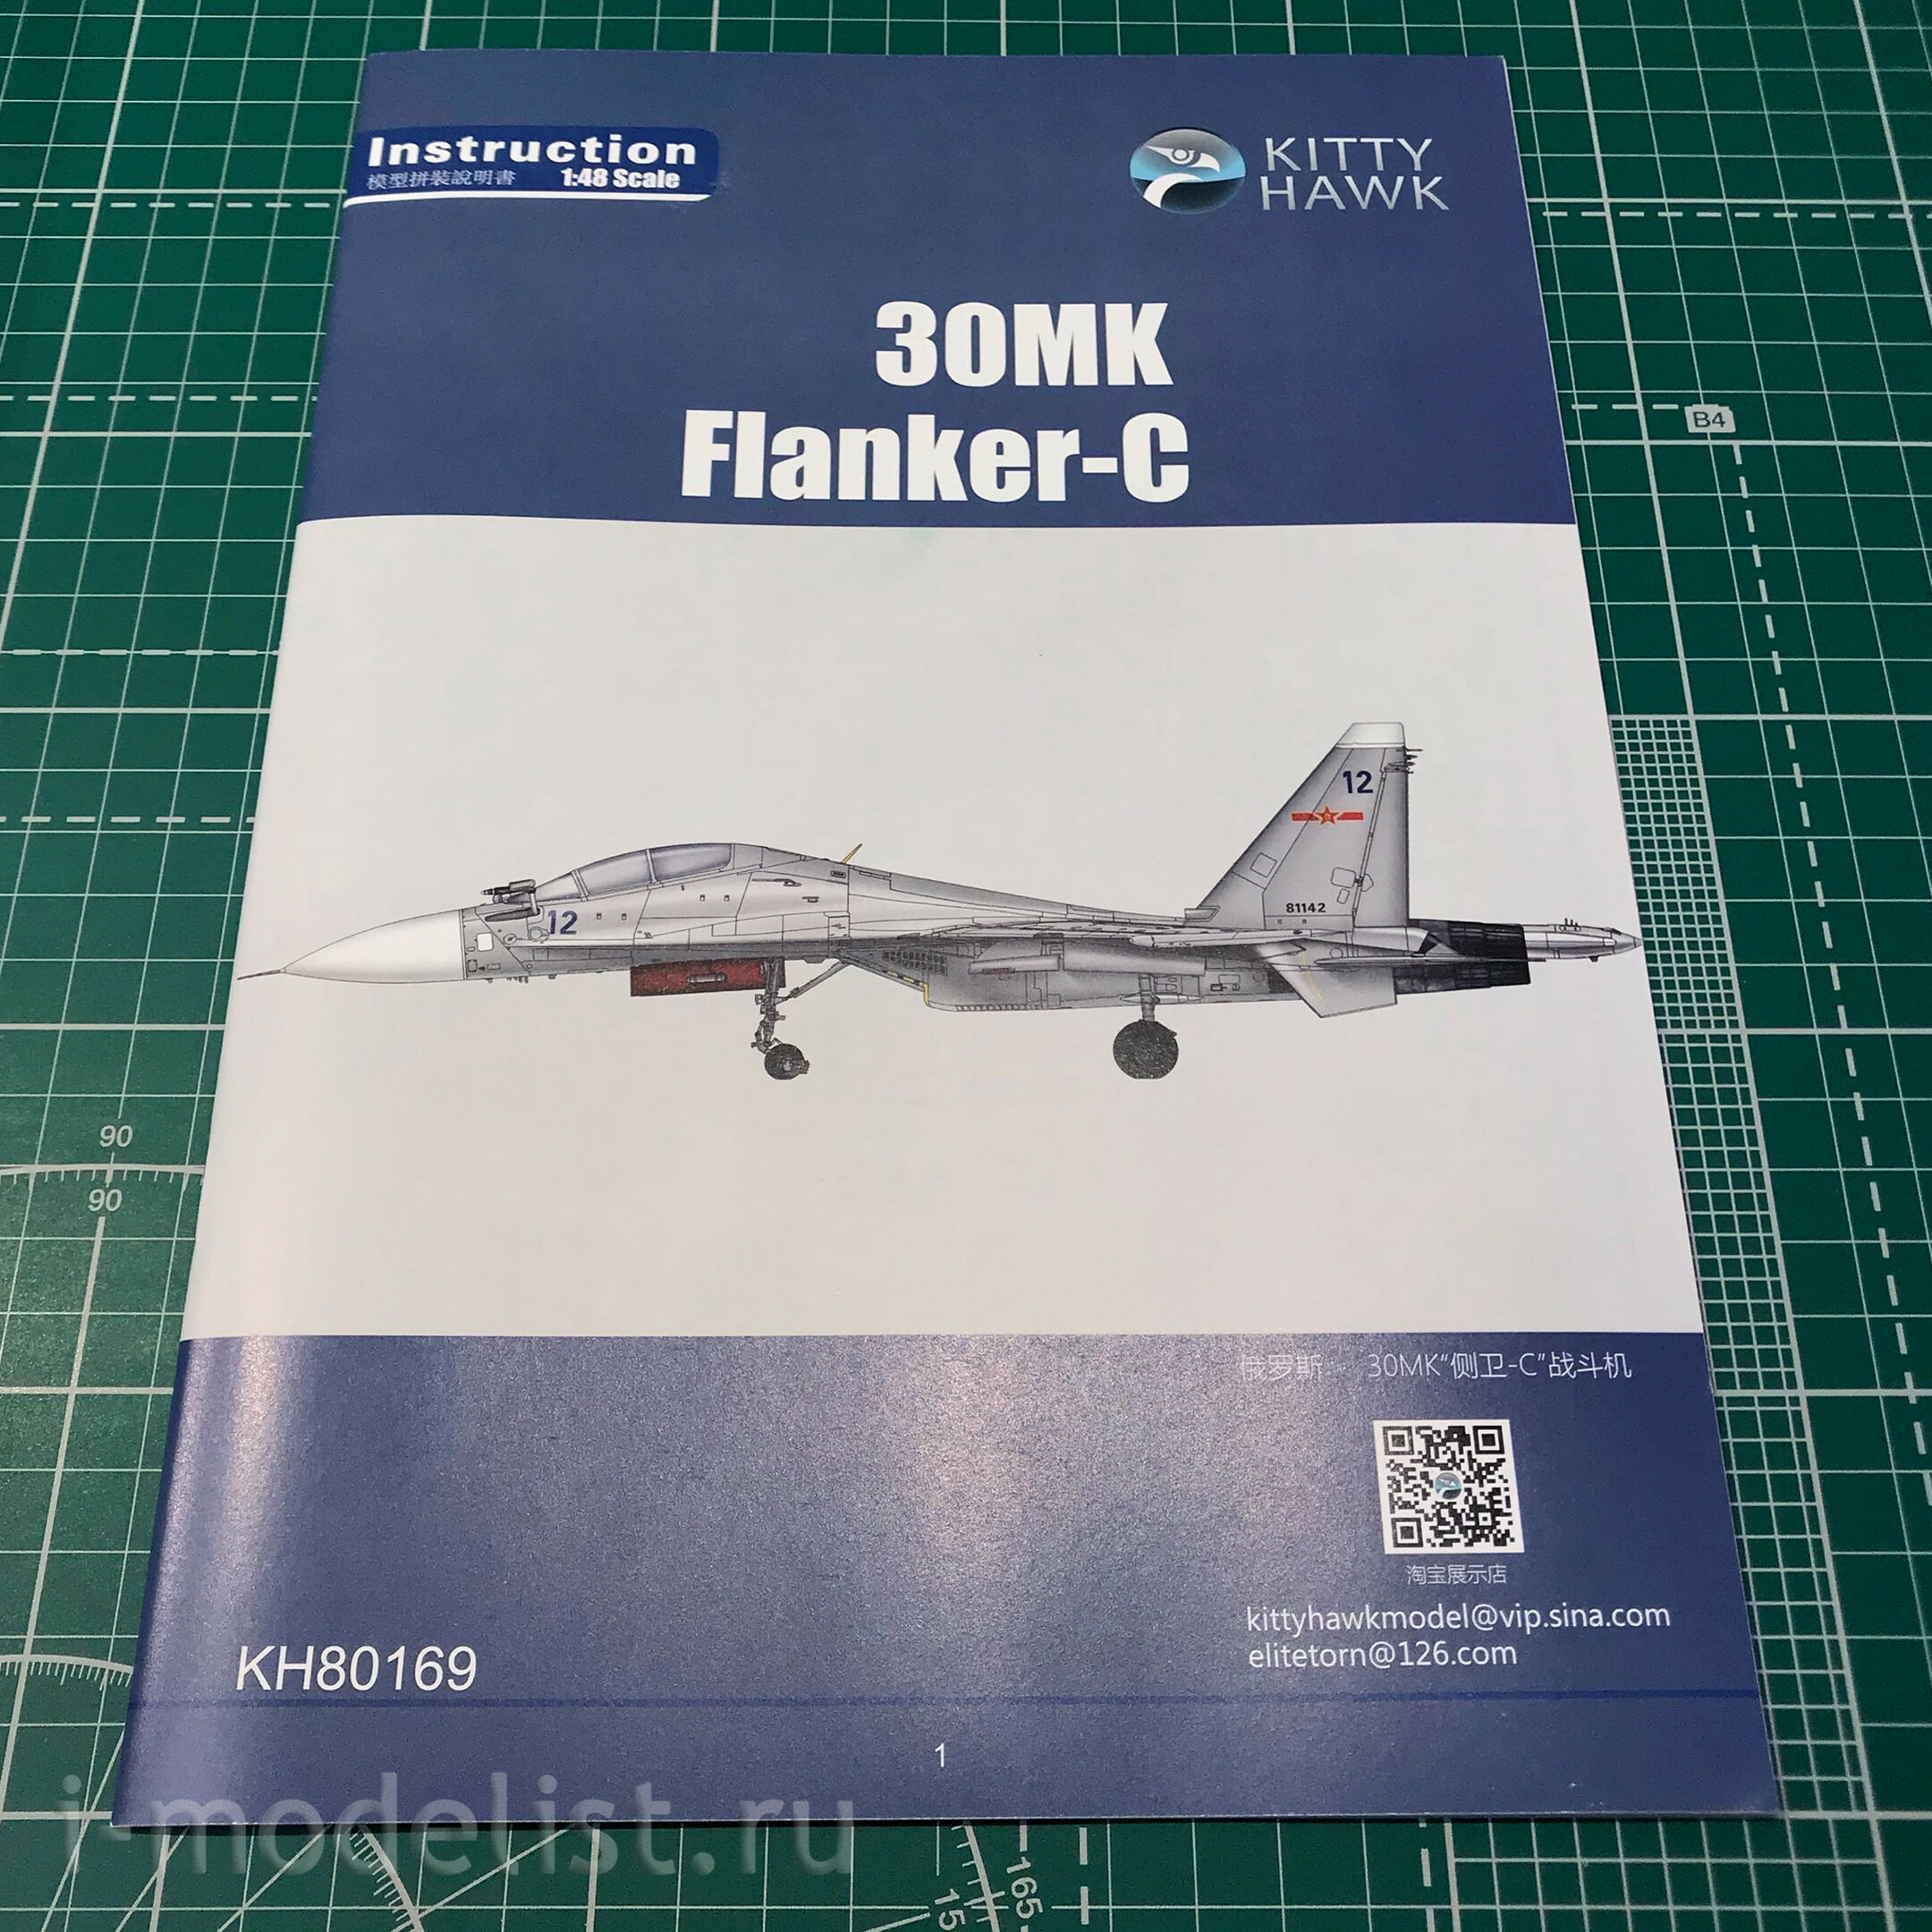 Instruction
模型拼裝說明書 1:48 Scale
KITTY
HAWK
30MK
Flanker-C
B4
12
12
81142
90
90
俄罗斯 - 30MK“侧卫-C”战斗机
淘宝展示店
kittyhawkmodel@vip.sina.com
elitetorn@126.com
KH80169
1
i-modelist.ru
15
165